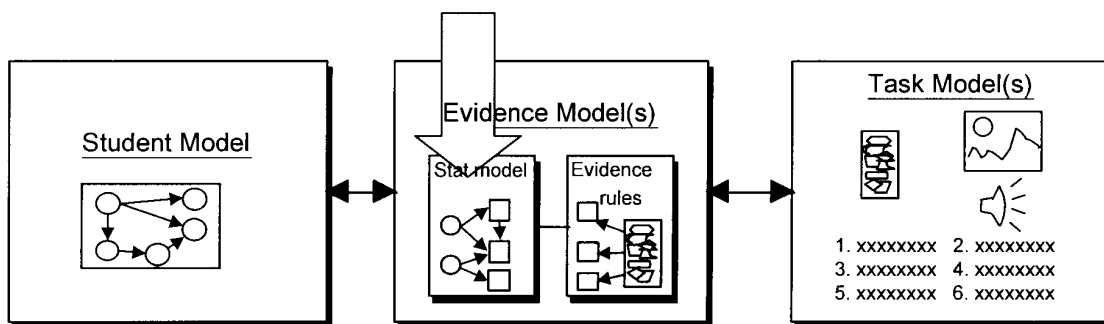 Student Model
Evidence Model(s)
Stat model
Evidence
rules
Task Model(s)
1. xxxxxxxx 2. xxxxxxxx
3. xxxxxxxx 4. xxxxxxxx
5. xxxxxxxx 6. xxxxxxxx